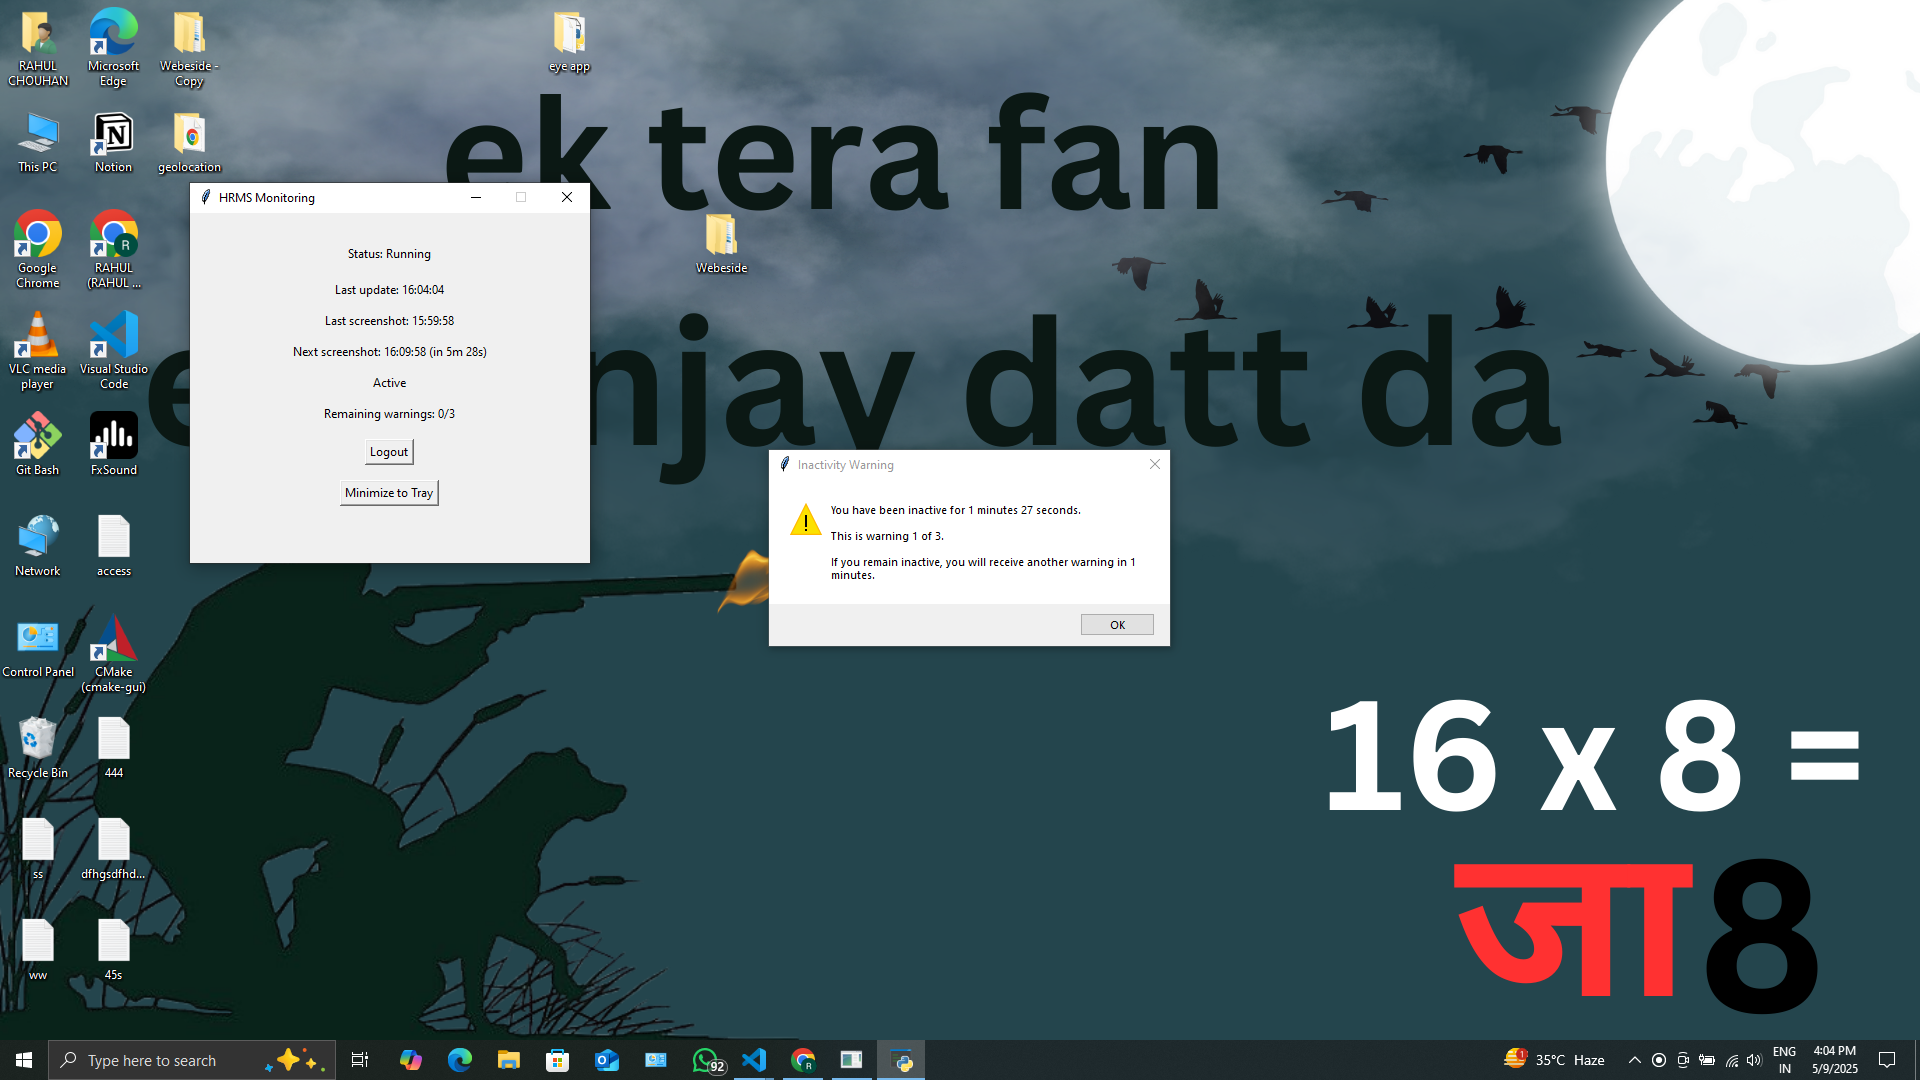 RAHUL
CHOUHAN
Microsoft
Edge
Webeside -
Copy
eye app
This PC
Notion
geolocation
ek tera fan
HRMS Monitoring
Status: Running
Last update: 16:04:04
Last screenshot: 15:59:58
Next screenshot: 16:09:58 (in 5m 28s)
Active
Remaining warnings: 0/3
Logout
Minimize to Tray
Webeside
Google
Chrome
RAHUL
(RAHUL ...
VLC media
player
Visual Studio
Code
Git Bash
FxSound
njay datt da
Inactivity Warning
You have been inactive for 1 minutes 27 seconds.
This is warning 1 of 3.
If you remain inactive, you will receive another warning in 1
minutes.
OK
Network
access
Control Panel
CMake
(cmake-gui)
Recycle Bin
444
ss
dfhgsdfhd...
ww
45s
16 x 8 =
जा8
Type here to search
92
R
1
35°C Haze
ENG
IN
4:04 PM
5/9/2025